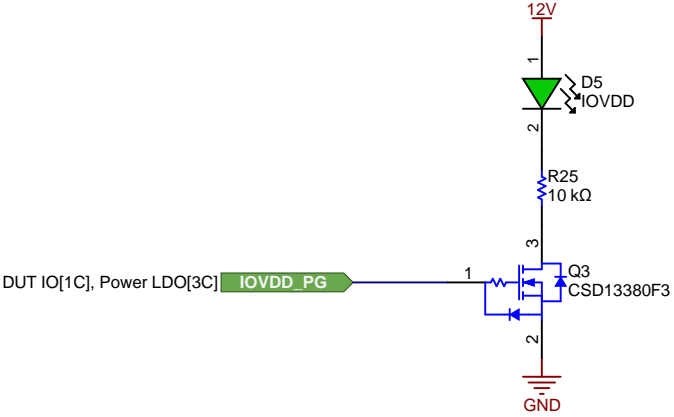 12V
1
D5
IOVDD
2
R25
10 kΩ
3
DUT IO[1C], Power LDO[3C]
IOVDD_PG
1
Q3
CSD13380F3
2
GND